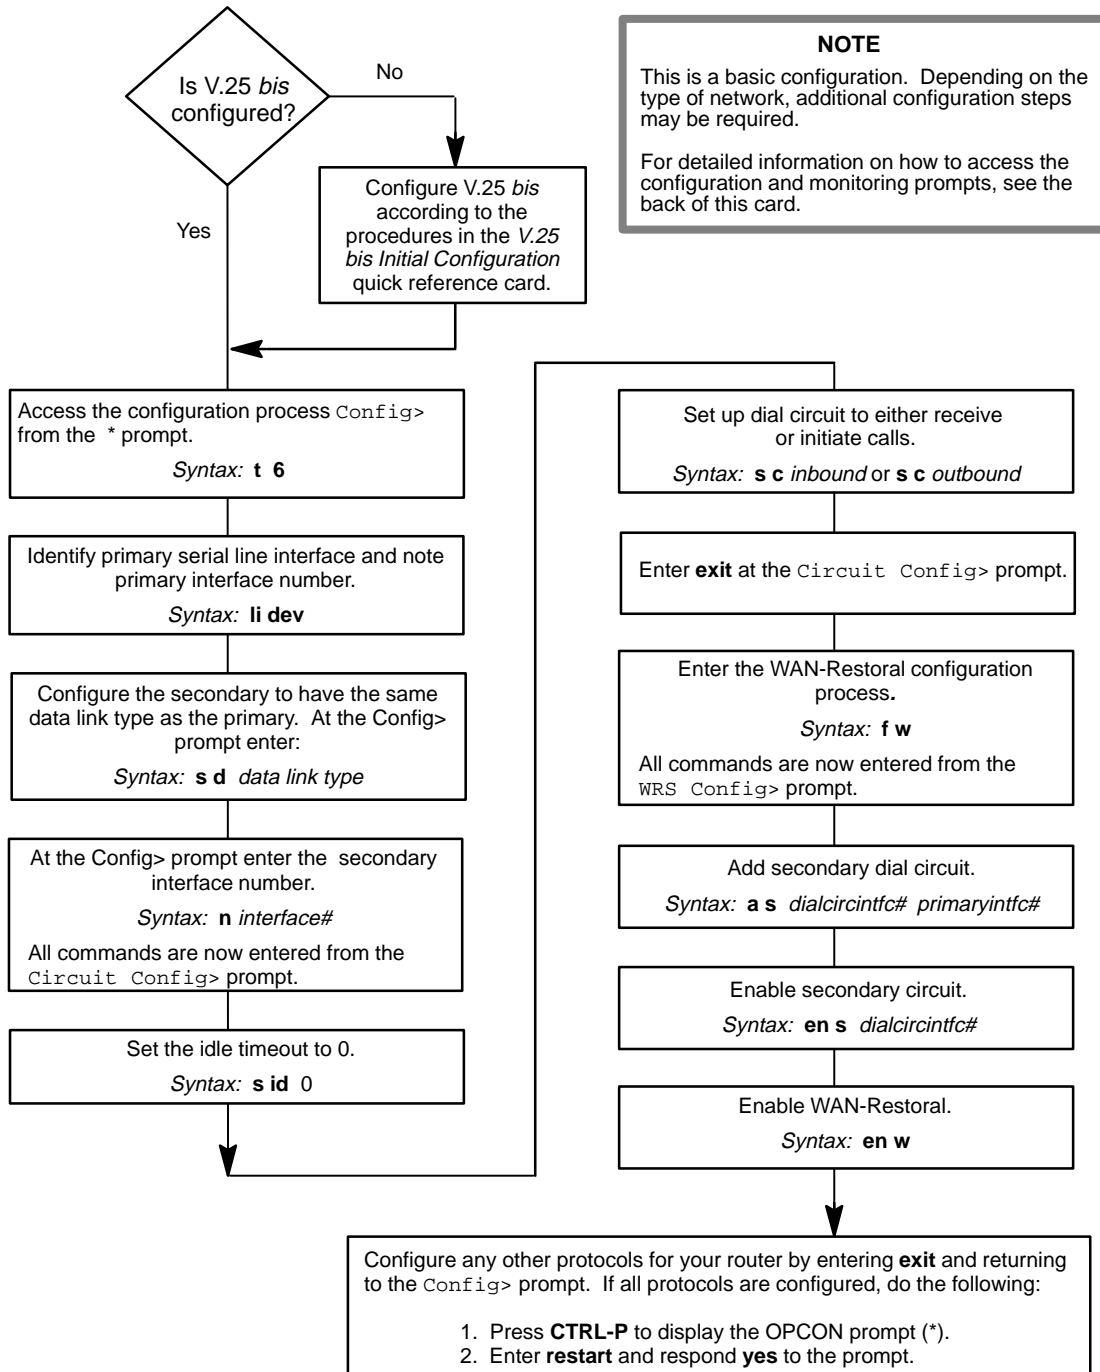 Is V.25 bis
configured?
No
Yes
Configure V.25 bis
according to the
procedures in the V.25
bis Initial Configuration
quick reference card.
NOTE
This is a basic configuration. Depending on the
type of network, additional configuration steps
may be required.
For detailed information on how to access the
configuration and monitoring prompts, see the
back of this card.
Access the configuration process Config>
from the * prompt.
Syntax: t 6
Identify primary serial line interface and note
primary interface number.
Syntax: li dev
Configure the secondary to have the same
data link type as the primary. At the Config>
prompt enter:
Syntax: s d data link type
At the Config> prompt enter the secondary
interface number.
Syntax: n interface#
All commands are now entered from the
Circuit Config> prompt.
Set the idle timeout to 0.
Syntax: s id 0
Set up dial circuit to either receive
or initiate calls.
Syntax: s c inbound or s c outbound
Enter exit at the Circuit Config> prompt.
Enter the WAN-Restoral configuration
process.
Syntax: f w
All commands are now entered from the
WRS Config> prompt.
Add secondary dial circuit.
Syntax: a s dialcircintfc# primaryintfc#
Enable secondary circuit.
Syntax: en s dialcircintfc#
Enable WAN-Restoral.
Syntax: en w
Configure any other protocols for your router by entering exit and returning
to the Config> prompt. If all protocols are configured, do the following:
1. Press CTRL-P to display the OPCON prompt (*).
2. Enter restart and respond yes to the prompt.